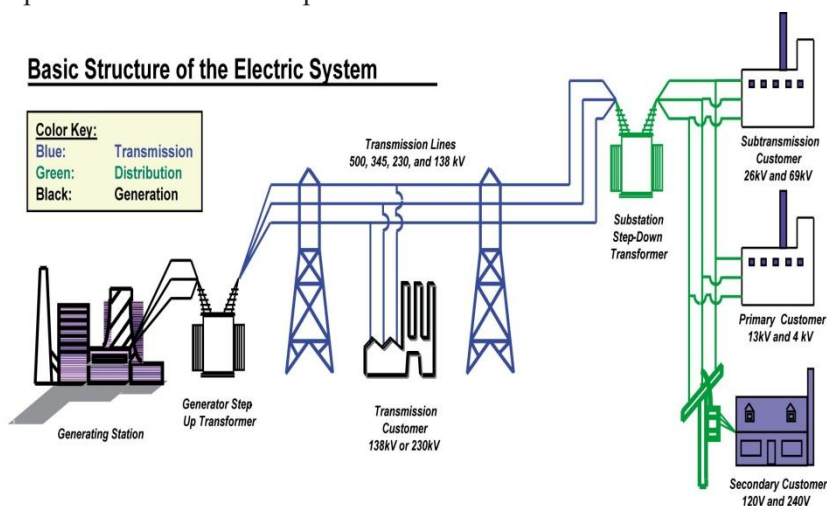 Basic Structure of the Electric System
Color Key:
Blue: Transmission
Green: Distribution
Black: Generation
Transmission Lines
500, 345, 230, and 138 kV
Substation
Step-Down
Transformer
Subtransmission
Customer
26kV and 69kV
Primary Customer
13kV and 4 kV
Generating Station
Generator Step
Up Transformer
Transmission
Customer
138kV or 230kV
Secondary Customer
120V and 240V